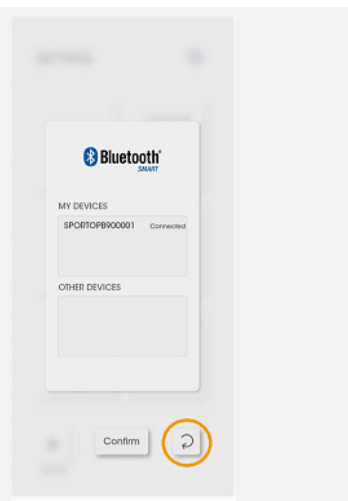 Bluetooth
SMART
MY DEVICES
SPORTOPB900001 Connected
OTHER DEVICES
Confirm